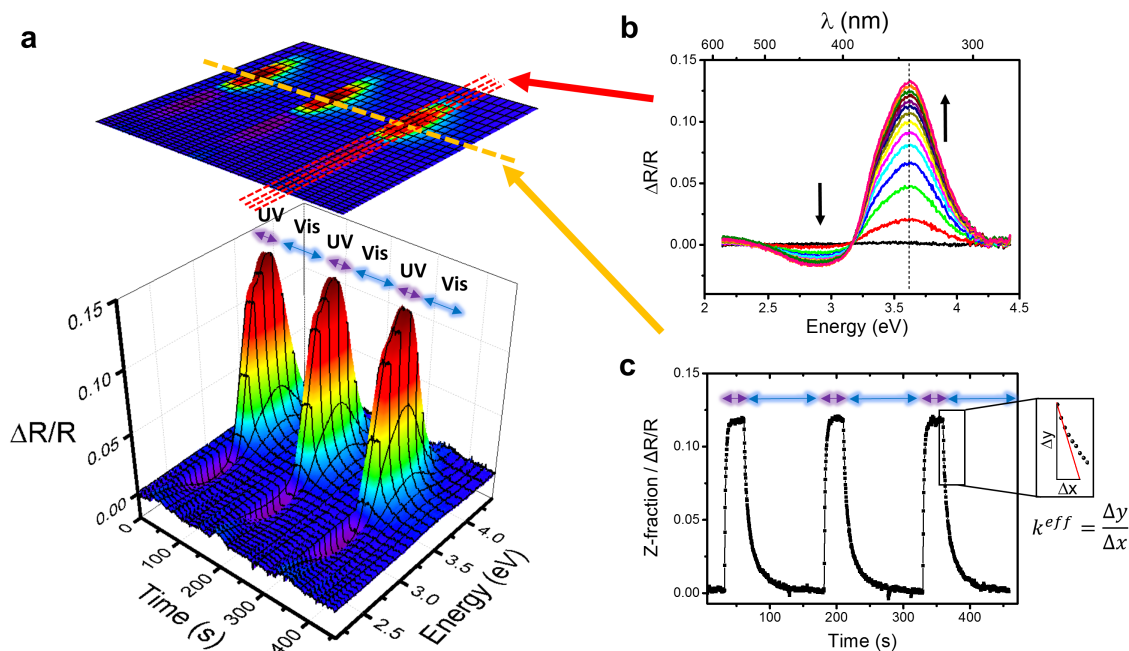 a
UV
Vis
UV
Vis
UV
Vis
0.15
0.10
0.05
0.00
ΔR/R
0
100
200
300
400
Time (s)
2.5
3.0
3.5
4.0
Energy (eV)
b
λ (nm)
600
500
400
300
0.15
0.10
0.05
0.00
ΔR/R
2
2.5
3
3.5
4
4.5
Energy (eV)
c
0.15
0.10
0.05
0.00
Z-fraction / ΔR/R
100
200
300
400
Time (s)
Δy
Δx
k^{eff} = Δy/Δx